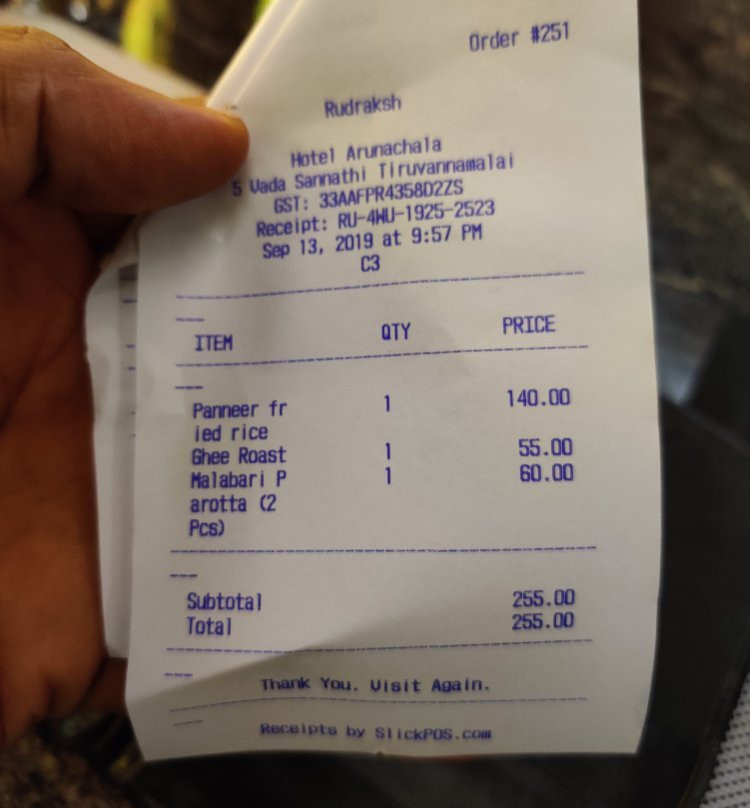 Order #251
Rudraksh
Hotel Arunachala
5 Vada Sannathi Tiruvannamalai
GST: 33AAFPR4358D2ZS
Receipt: RU-4WU-1925-2523
Sep 13, 2019 at 9:57 PM
C3
ITEM QTY PRICE
Panneer fr 1 140.00
ied rice
Ghee Roast 1 55.00
Malabari P 1 60.00
arotta (2
Pcs)
Subtotal 255.00
Total 255.00
Thank You. Visit Again.
Receipts by SlickPOS.com